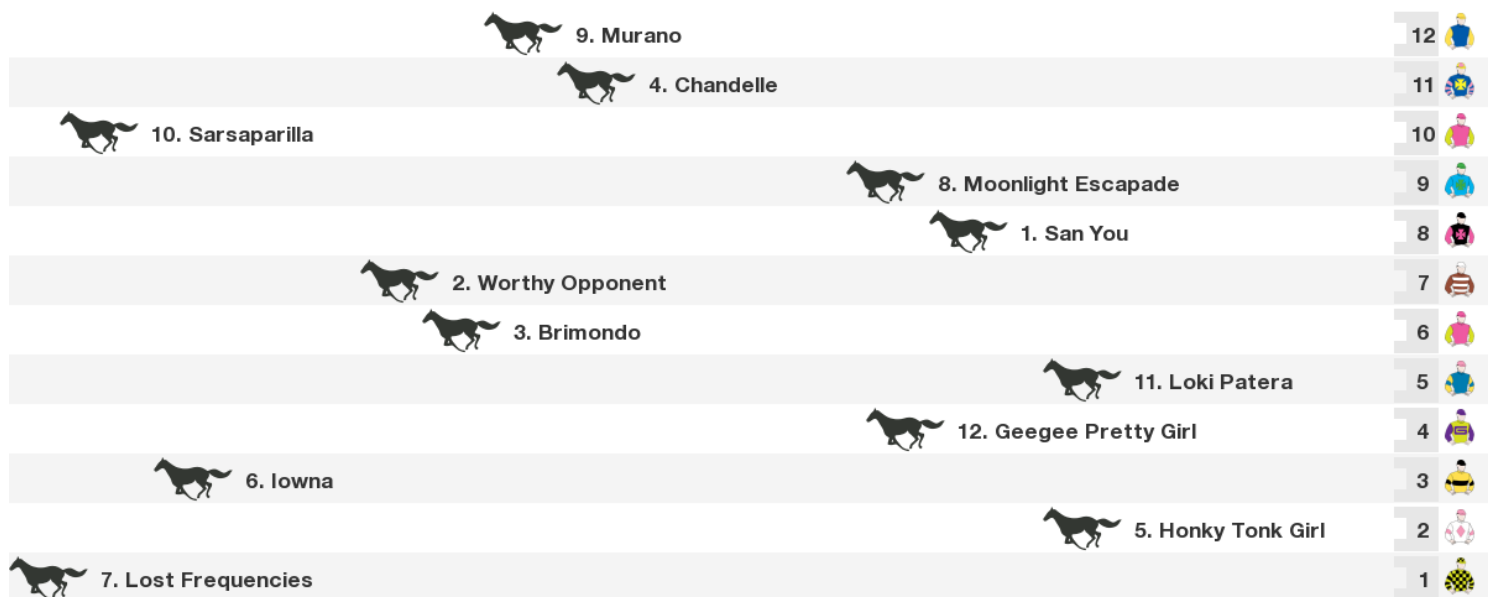 9. Murano 12
4. Chandelle 11
10. Sarsaparilla 10
8. Moonlight Escapade 9
1. San You 8
2. Worthy Opponent 7
3. Brimondo 6
11. Loki Patera 5
12. Geegee Pretty Girl 4
6. Iowna 3
5. Honky Tonk Girl 2
7. Lost Frequencies 1